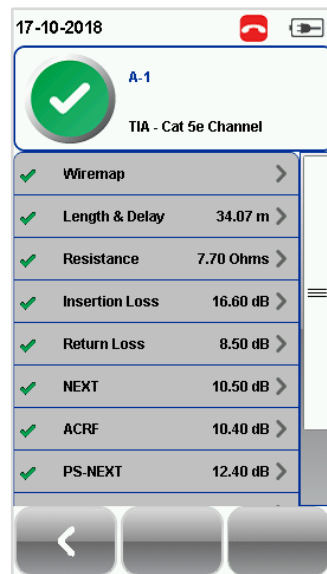 17-10-2018
A-1
TIA - Cat 5e Channel
Wiremap
Length & Delay 34.07 m
Resistance 7.70 Ohms
Insertion Loss 16.60 dB
Return Loss 8.50 dB
NEXT 10.50 dB
ACRF 10.40 dB
PS-NEXT 12.40 dB